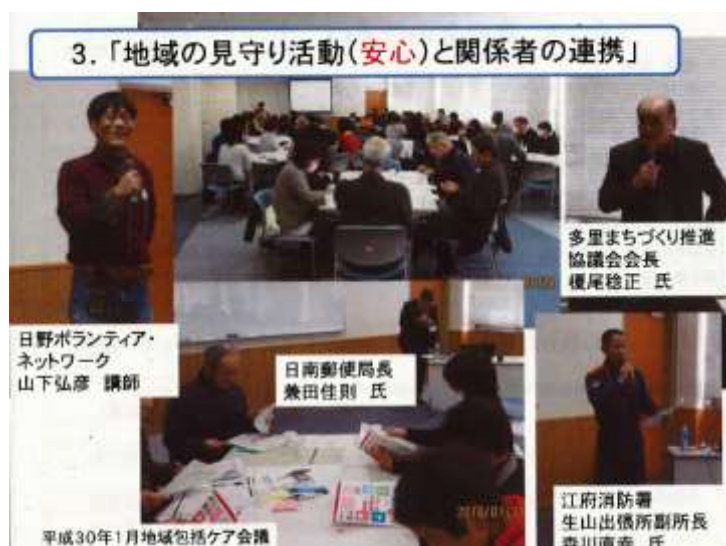 3.「地域の見守り活動(安心)と関係者の連携」
多里まちづくり推進
協議会会長
榎尾稔正 氏
日野ボランティア・
ネットワーク
山下弘彦 講師
日南郵便局長
兼田佳則 氏
江府消防署
生山出張所副所長
平成30年1月地域包括ケア会議